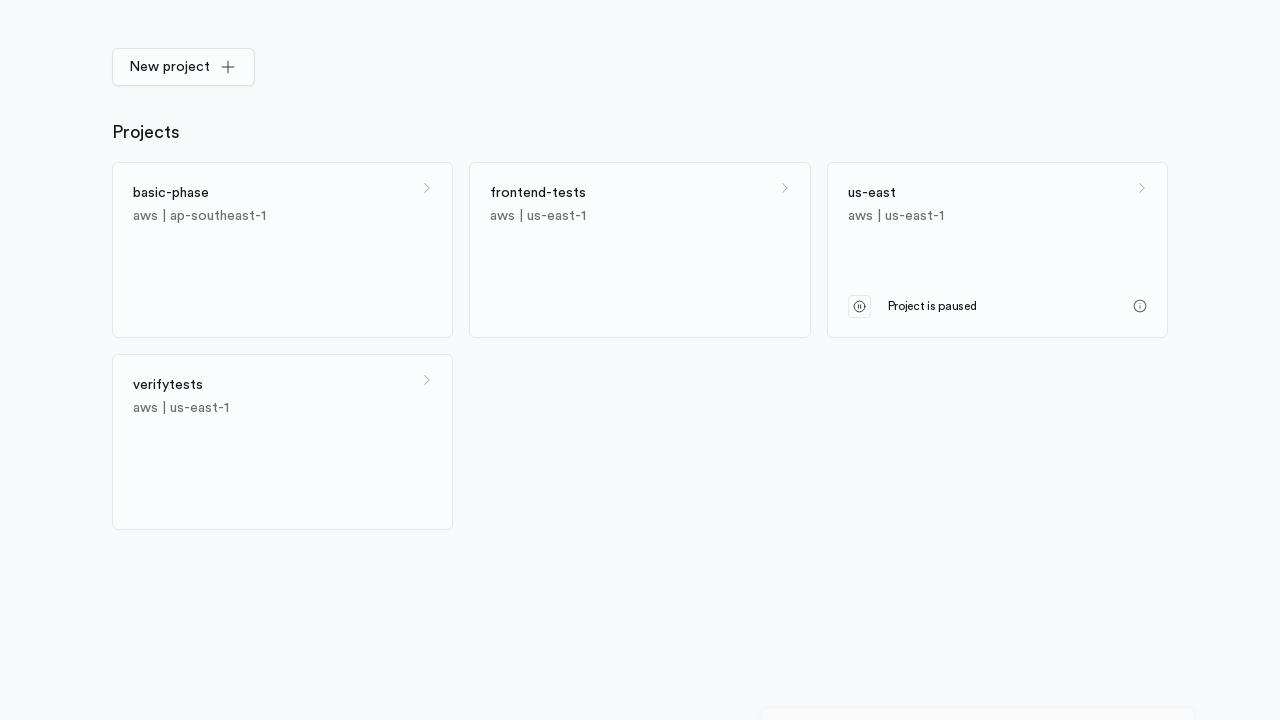 New project
Projects
basic-phase
aws | ap-southeast-1
frontend-tests
aws | us-east-1
us-east
aws | us-east-1
Project is paused
verifytests
aws | us-east-1